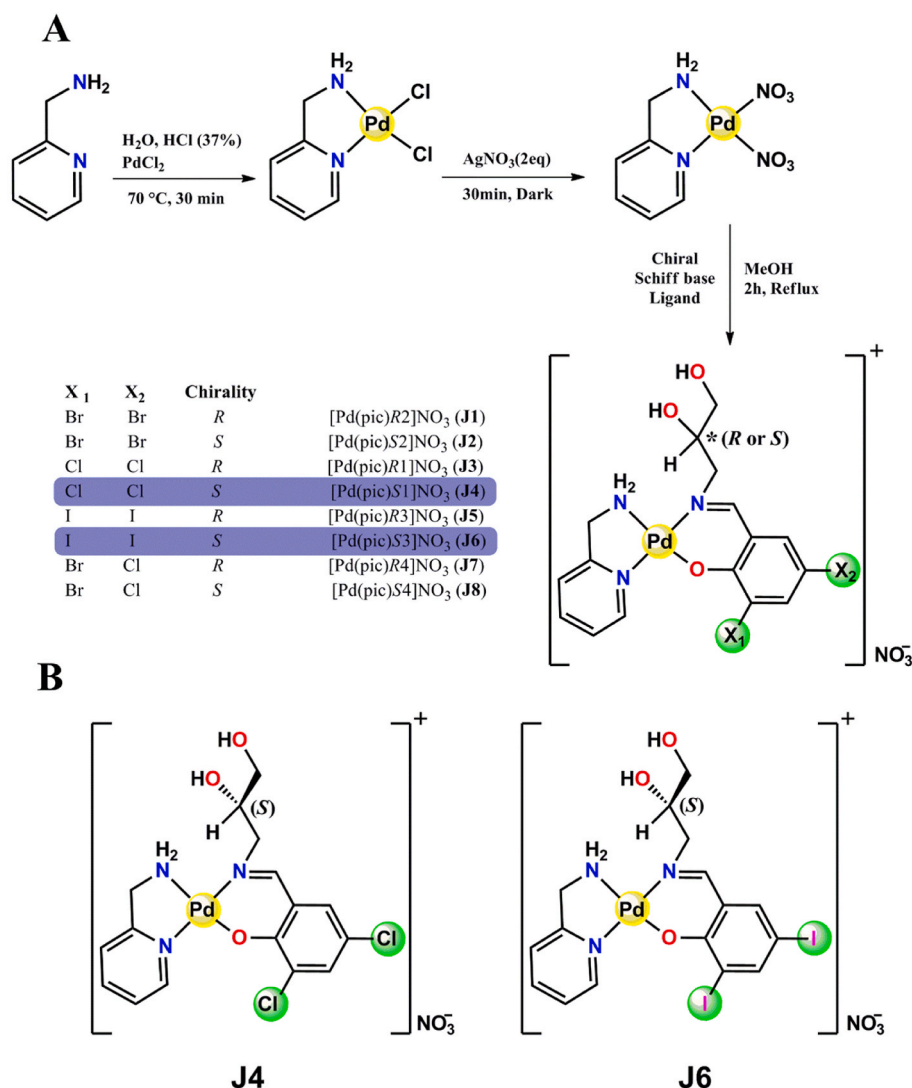 A
NH2
N
H2O, HCl (37%)
PdCl2
70 °C, 30 min
H2
N
Cl
Pd
Cl
N
AgNO3(2eq)
30min, Dark
H2
N
NO3
Pd
NO3
N
Chiral
Schiff base
Ligand
MeOH
2h, Reflux
X1 X2 Chirality
Br Br R [Pd(pic)R2]NO3 (J1)
Br Br S [Pd(pic)S2]NO3 (J2)
Cl Cl R [Pd(pic)R1]NO3 (J3)
Cl Cl S [Pd(pic)S1]NO3 (J4)
I I R [Pd(pic)R3]NO3 (J5)
I I S [Pd(pic)S3]NO3 (J6)
Br Cl R [Pd(pic)R4]NO3 (J7)
Br Cl S [Pd(pic)S4]NO3 (J8)
+
HO
HO
* (R or S)
H
H2
N
N
Pd
N
O
X2
X1
NO3−
B
+
HO
HO
(S)
H
H2
N
N
Pd
N
O
Cl
Cl
NO3−
J4
+
HO
HO
(S)
H
H2
N
N
Pd
N
O
I
I
NO3−
J6